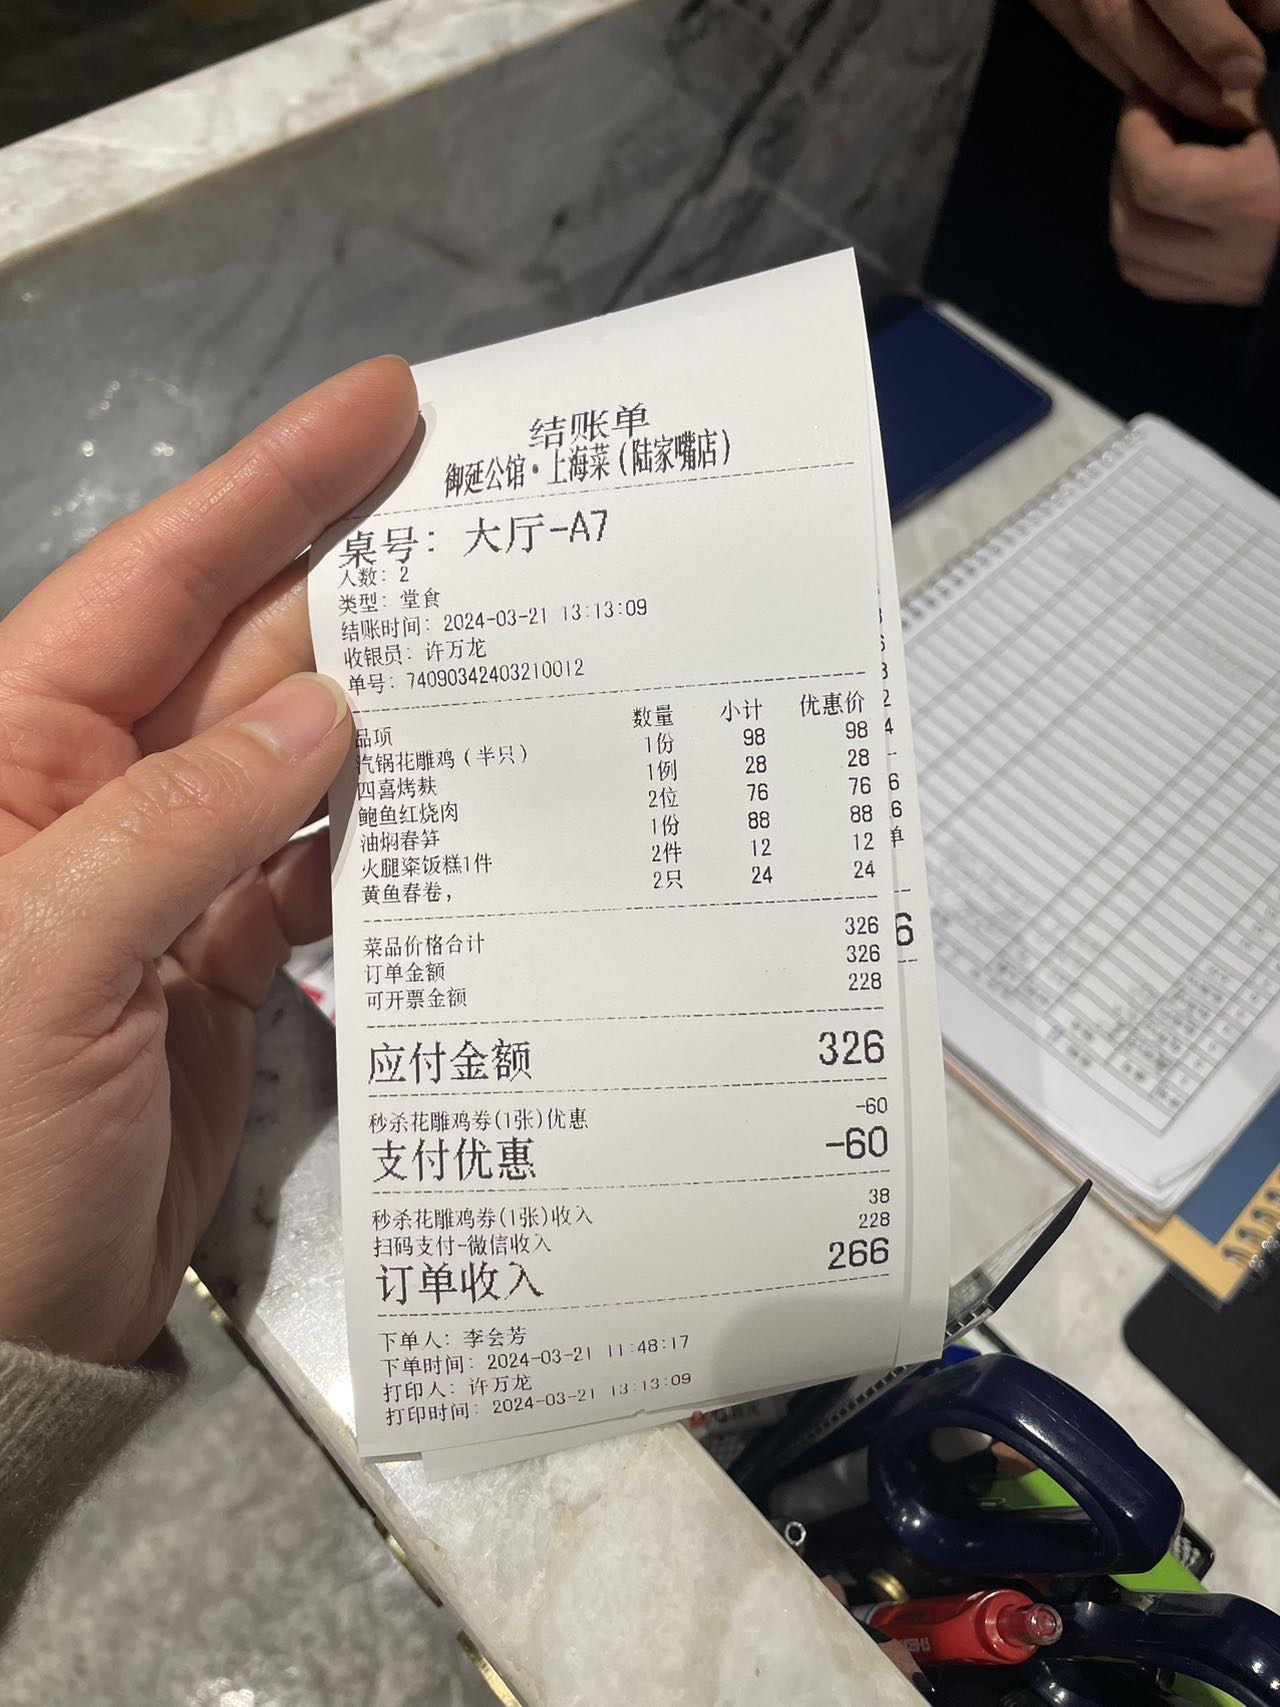 结账单
御延公馆·上海菜(陆家嘴店)
桌号: 大厅-A7
人数: 2
类型: 堂食
结账时间: 2024-03-21 13:13:09
收银员: 许万龙
单号: 74090342403210012
品项 数量 小计 优惠价
汽锅花雕鸡(半只) 1份 98 98
四喜烤麸 1例 28 28
鲍鱼红烧肉 2位 76 76
油焖春笋 1份 88 88
火腿粢饭糕1件 2件 12 12
黄鱼春卷, 2只 24 24
菜品价格合计 326
订单金额 326
可开票金额 228
应付金额 326
秒杀花雕鸡券(1张)优惠 -60
支付优惠 -60
秒杀花雕鸡券(1张)收入 38
扫码支付-微信收入 228
订单收入 266
下单人: 李会芳
下单时间: 2024-03-21 11:48:17
打印人: 许万龙
打印时间: 2024-03-21 13:13:09